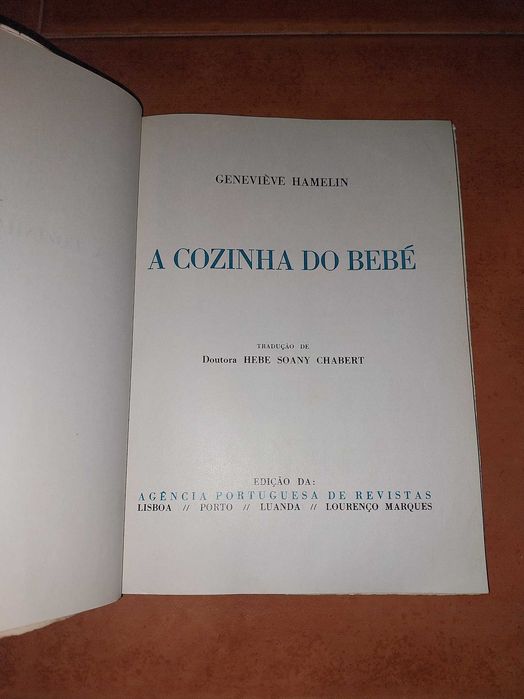 GENEVIÈVE HAMELIN
A COZINHA DO BEBÉ
TRADUÇÃO DE
Doutora HEBE SOANY CHABERT
EDIÇÃO DA:
AGÊNCIA PORTUGUESA DE REVISTAS
LISBOA // PORTO // LUANDA // LOURENÇO MARQUES